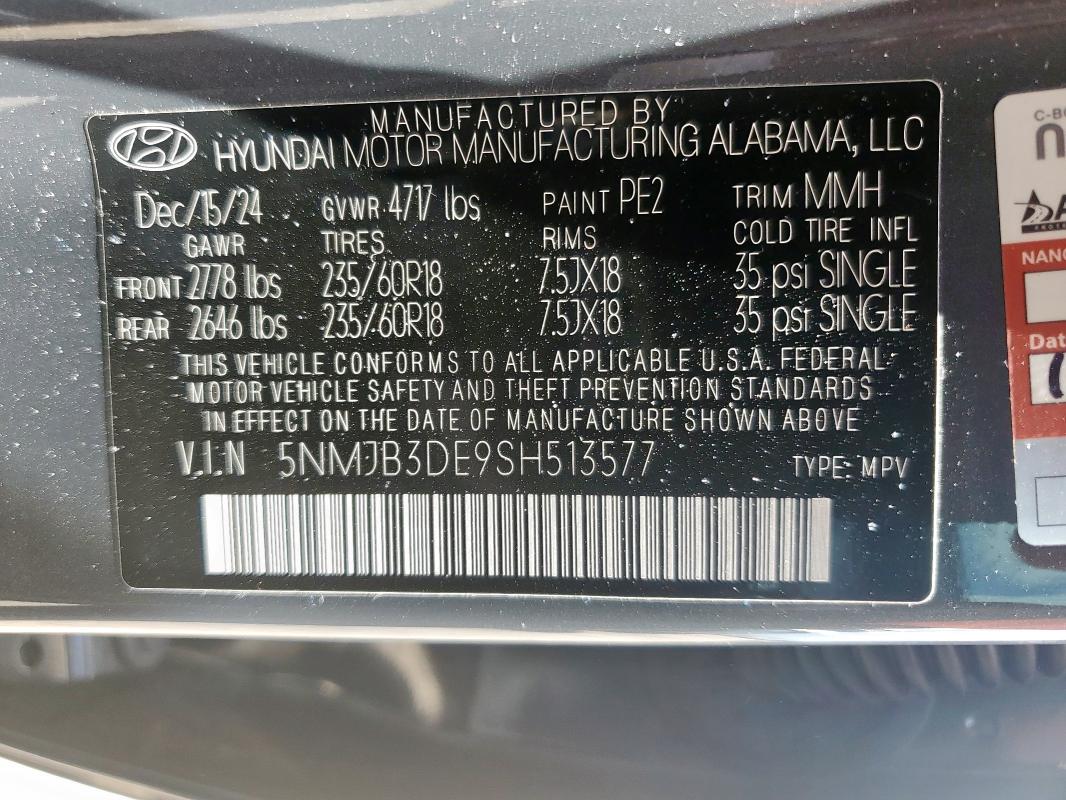 MANUFACTURED BY
HYUNDAI MOTOR MANUFACTURING ALABAMA, LLC
Dec/15/24 GVWR 4717 lbs PAINT PE2 TRIM MMH
GAWR TIRES RIMS COLD TIRE INFL
FRONT 2778 lbs 235/60R18 7.5JX18 35 psi SINGLE
REAR 2646 lbs 235/60R18 7.5JX18 35 psi SINGLE
THIS VEHICLE CONFORMS TO ALL APPLICABLE U.S.A. FEDERAL
MOTOR VEHICLE SAFETY AND THEFT PREVENTION STANDARDS
IN EFFECT ON THE DATE OF MANUFACTURE SHOWN ABOVE
V.I.N 5NMJB3DE9SH513577 TYPE: MPV
NANO
Dat